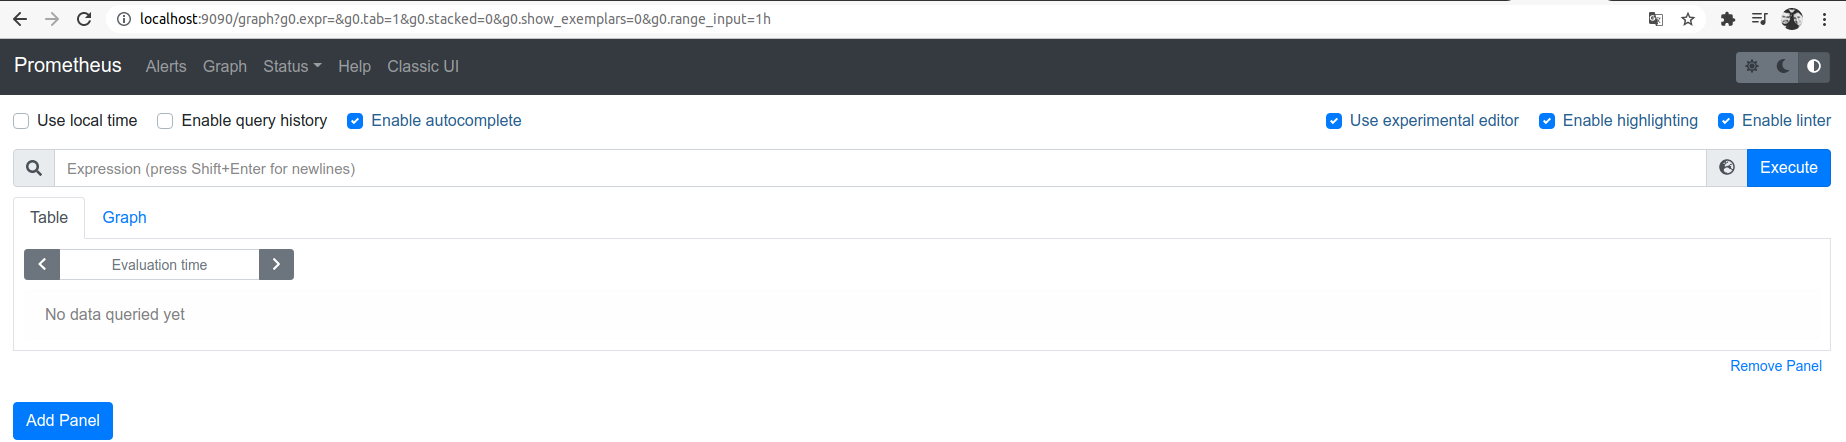 localhost:9090/graph?g0.expr=&g0.tab=1&g0.stacked=0&g0.show_exemplars=0&g0.range_input=1h
Prometheus Alerts Graph Status Help Classic UI
Use local time Enable query history Enable autocomplete Use experimental editor Enable highlighting Enable linter
Expression (press Shift+Enter for newlines) Execute
Table Graph
Evaluation time
No data queried yet
Remove Panel
Add Panel